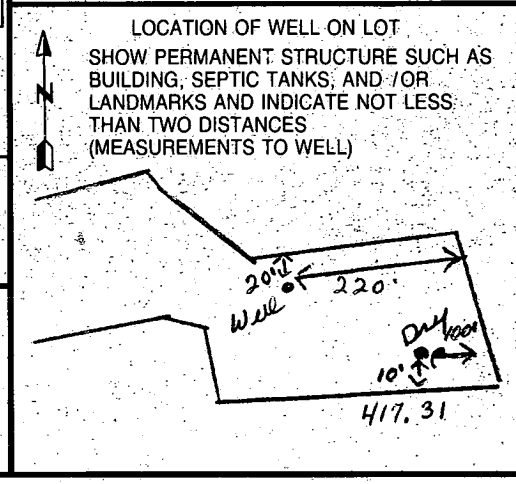 LOCATION OF WELL ON LOT
N
SHOW PERMANENT STRUCTURE SUCH AS
BUILDING, SEPTIC TANKS, AND /OR
LANDMARKS AND INDICATE NOT LESS
THAN TWO DISTANCES
(MEASUREMENTS TO WELL)
20'
220'
Well
Dry
100'
10'
417.31